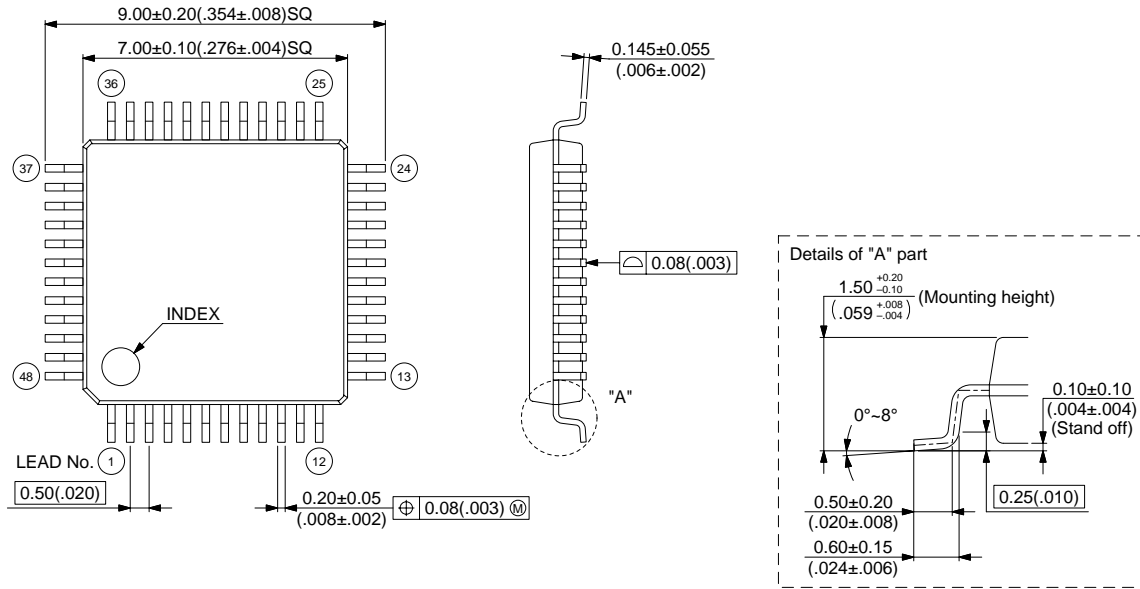 9.00±0.20(.354±.008)SQ
7.00±0.10(.276±.004)SQ
36
25
37
24
INDEX
48
13
LEAD No.
1
12
0.50(.020)
0.20±0.05
(.008±.002)
⌖ 0.08(.003) Ⓜ
0.145±0.055
(.006±.002)
⌓ 0.08(.003)
"A"
Details of "A" part
1.50 +0.20 –0.10 (Mounting height)
(.059 +.008 –.004)
0°~8°
0.10±0.10
(.004±.004)
(Stand off)
0.25(.010)
0.50±0.20
(.020±.008)
0.60±0.15
(.024±.006)